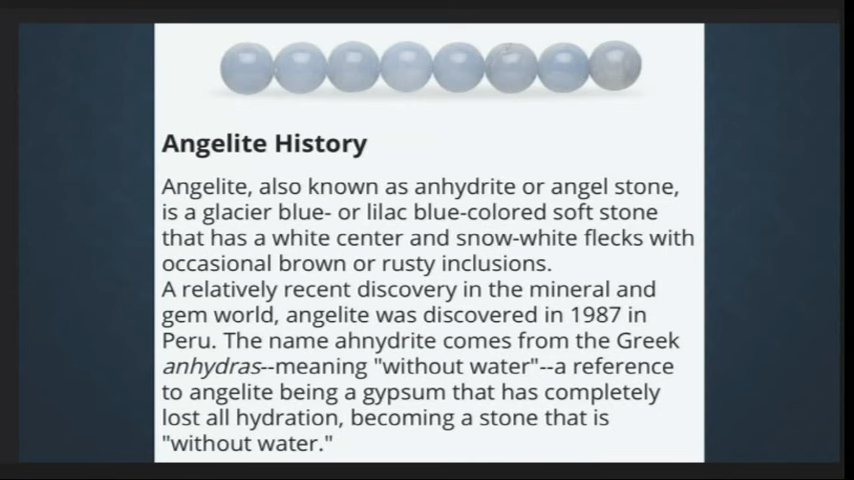 Angelite History
Angelite, also known as anhydrite or angel stone,
is a glacier blue- or lilac blue-colored soft stone
that has a white center and snow-white flecks with
occasional brown or rusty inclusions.
A relatively recent discovery in the mineral and
gem world, angelite was discovered in 1987 in
Peru. The name ahnydrite comes from the Greek
anhydras--meaning "without water"--a reference
to angelite being a gypsum that has completely
lost all hydration, becoming a stone that is
"without water."